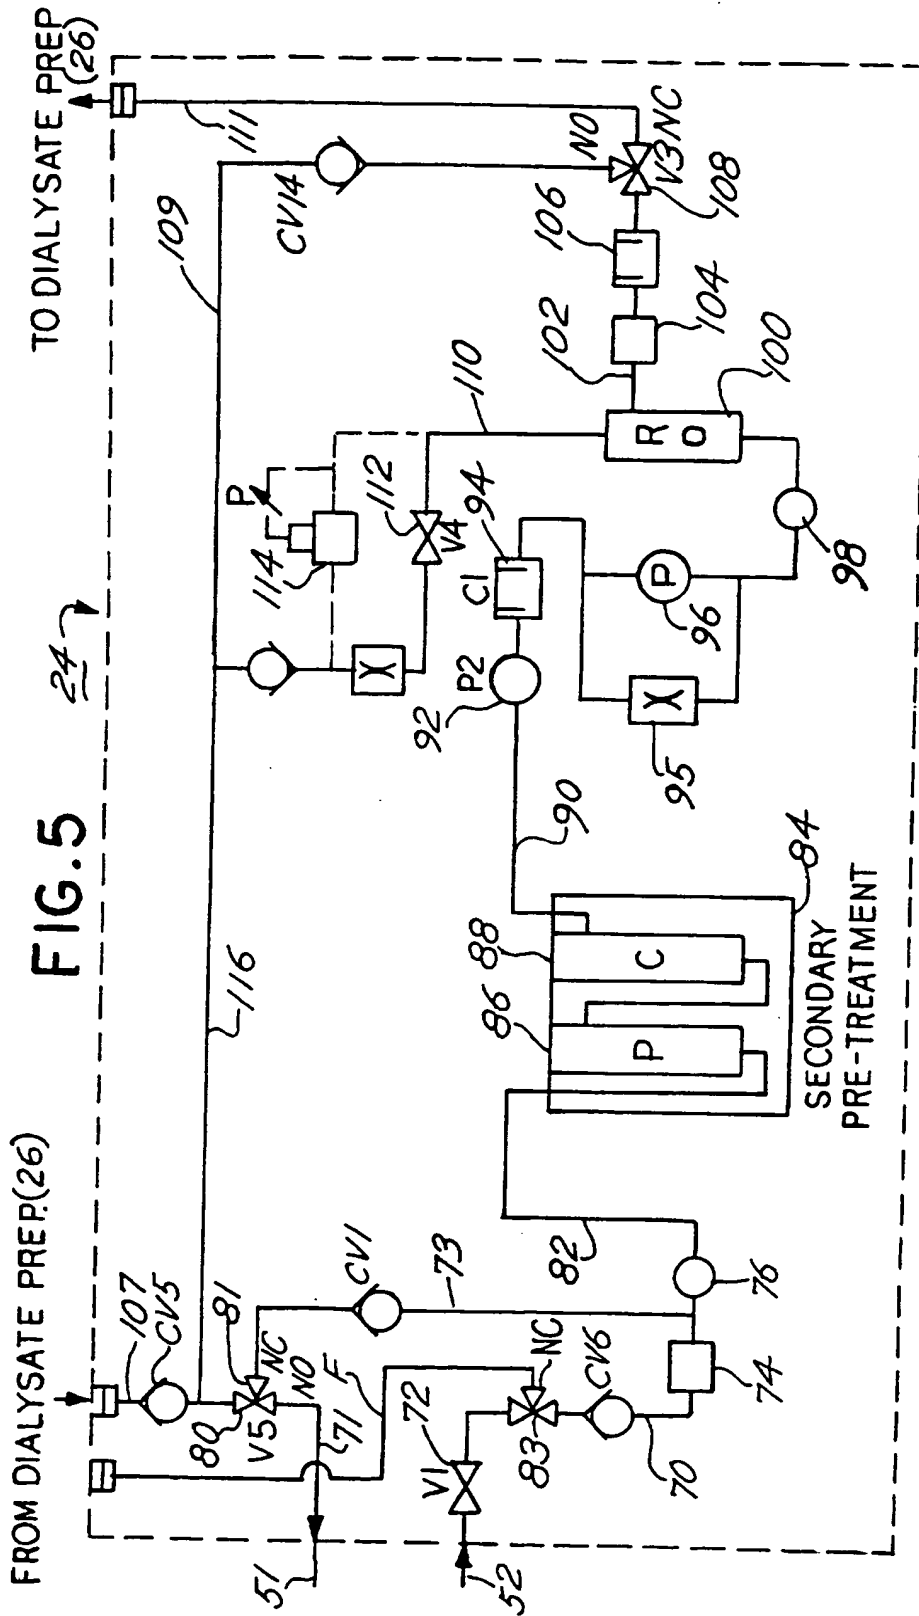 FIG.5
24
FROM DIALYSATE PREP.(26)
TO DIALYSATE PREP
(26)
107
CV5
81
80
V5
NC
NO
71
F
51
52
V1
72
83
NC
CV6
70
74
76
73
CV1
82
116
86
88
P
C
84
SECONDARY
PRE-TREATMENT
90
92
P2
C1
94
95
P
96
98
R
O
100
102
104
106
108
V3
NC
NO
110
112
V4
114
P
109
CV14
111